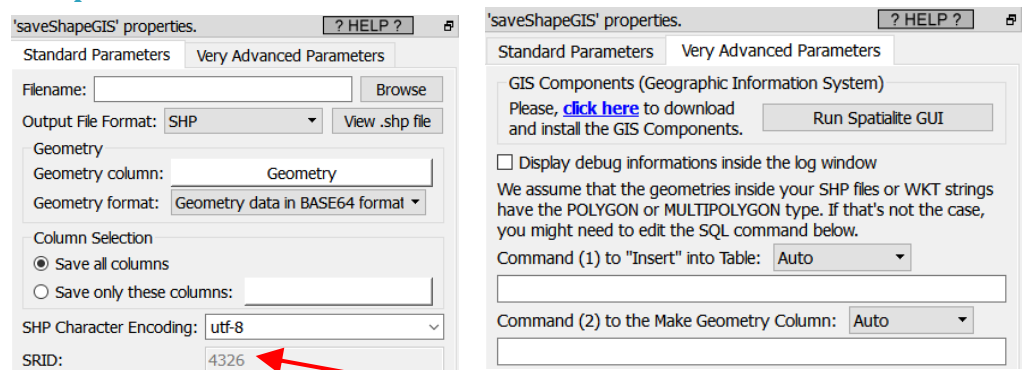 'saveShapeGIS' properties.
? HELP ?
Standard Parameters
Very Advanced Parameters
Filename:
Browse
Output File Format:
SHP
View .shp file
Geometry
Geometry column:
Geometry
Geometry format:
Geometry data in BASE64 format
Column Selection
Save all columns
Save only these columns:
SHP Character Encoding:
utf-8
SRID:
4326
'saveShapeGIS' properties.
? HELP ?
Standard Parameters
Very Advanced Parameters
GIS Components (Geographic Information System)
Please, click here to download
and install the GIS Components.
Run Spatialite GUI
Display debug informations inside the log window
We assume that the geometries inside your SHP files or WKT strings
have the POLYGON or MULTIPOLYGON type. If that's not the case,
you might need to edit the SQL command below.
Command (1) to "Insert" into Table:
Auto
Command (2) to the Make Geometry Column:
Auto